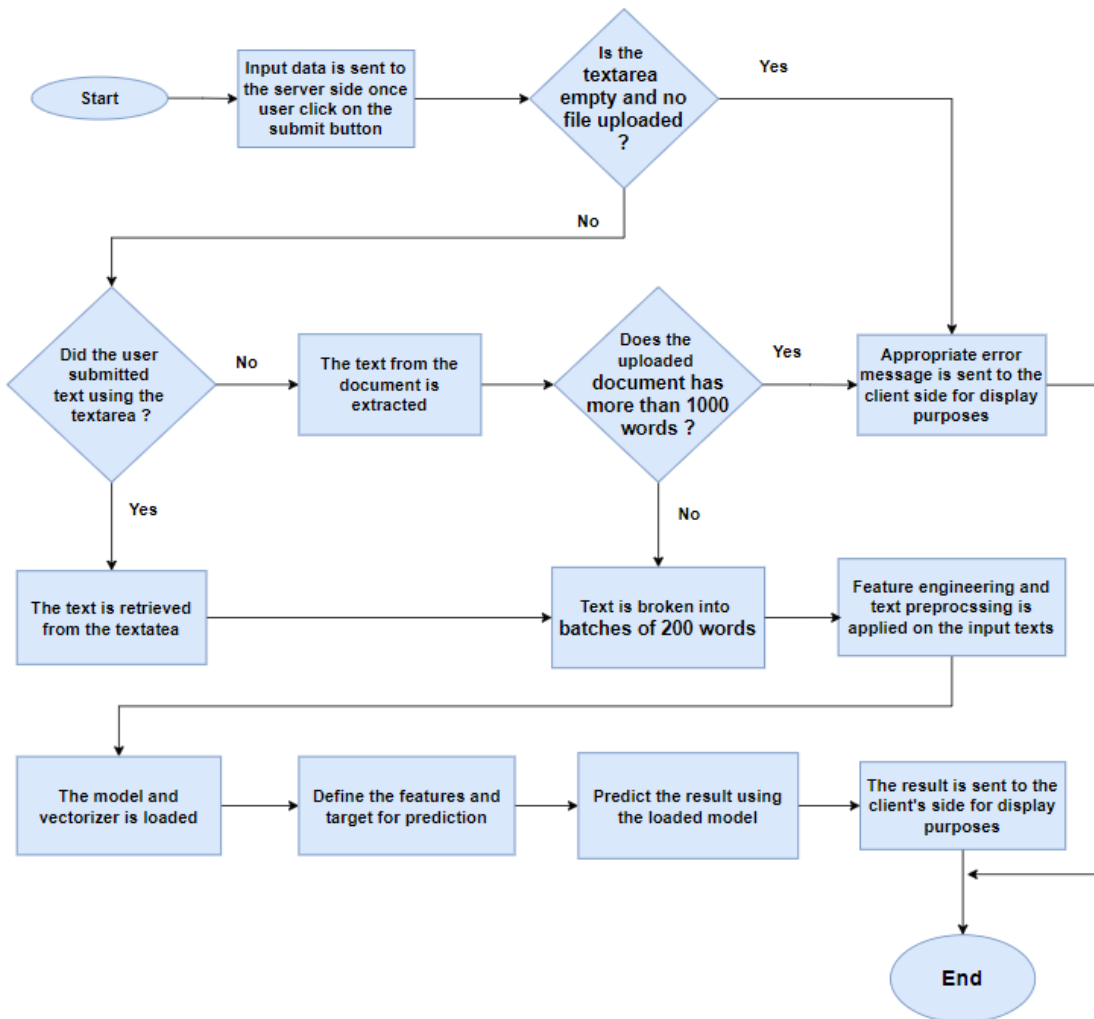 Start
Input data is sent to
the server side once
user click on the
submit button
Is the
textarea
empty and no
file uploaded
?
Yes
No
Did the user
submitted
text using the
textarea ?
No
The text from the
document is
extracted
Does the
uploaded
document has
more than 1000
words ?
Yes
Appropriate error
message is sent to the
client side for display
purposes
Yes
No
The text is retrieved
from the textatea
Text is broken into
batches of 200 words
Feature engineering and
text preprocssing is
applied on the input texts
The model and
vectorizer is loaded
Define the features and
target for prediction
Predict the result using
the loaded model
The result is sent to the
client's side for display
purposes
End